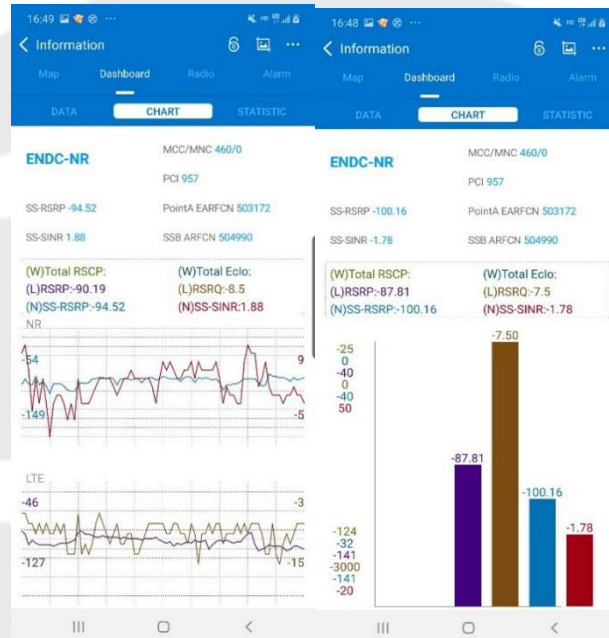 16:49
Information
Map Dashboard Radio Alarm
DATA CHART STATISTIC
ENDC-NR
MCC/MNC 460/0
PCI 957
SS-RSRP -94.52
PointA EARFCN 503172
SS-SINR 1.88
SSB ARFCN 504990
(W)Total RSCP:
(W)Total EcIo:
(L)RSRP:-90.19
(L)RSRQ:-8.5
(N)SS-RSRP:-94.52
(N)SS-SINR:1.88
NR
-54
9
-149
-5
LTE
-46
-3
-127
-15
16:48
Information
Map Dashboard Radio Alarm
DATA CHART STATISTIC
ENDC-NR
MCC/MNC 460/0
PCI 957
SS-RSRP -100.16
PointA EARFCN 503172
SS-SINR -1.78
SSB ARFCN 504990
(W)Total RSCP:
(W)Total EcIo:
(L)RSRP:-87.81
(L)RSRQ:-7.5
(N)SS-RSRP:-100.16
(N)SS-SINR:-1.78
-25
0
-40
0
-40
50
-7.50
-87.81
-100.16
-1.78
-124
-32
-141
-3000
-141
-20